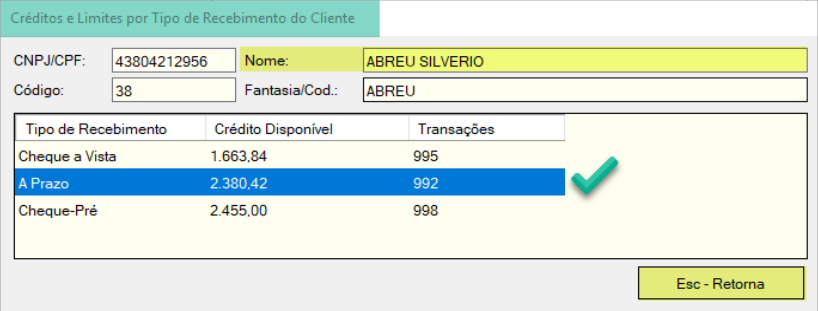 Créditos e Limites por Tipo de Recebimento do Cliente
CNPJ/CPF: 43804212956 Nome: ABREU SILVERIO
Código: 38 Fantasia/Cod.: ABREU
Tipo de Recebimento Crédito Disponível Transações
Cheque a Vista 1.663,84 995
A Prazo 2.380,42 992
Cheque-Pré 2.455,00 998
Esc - Retorna